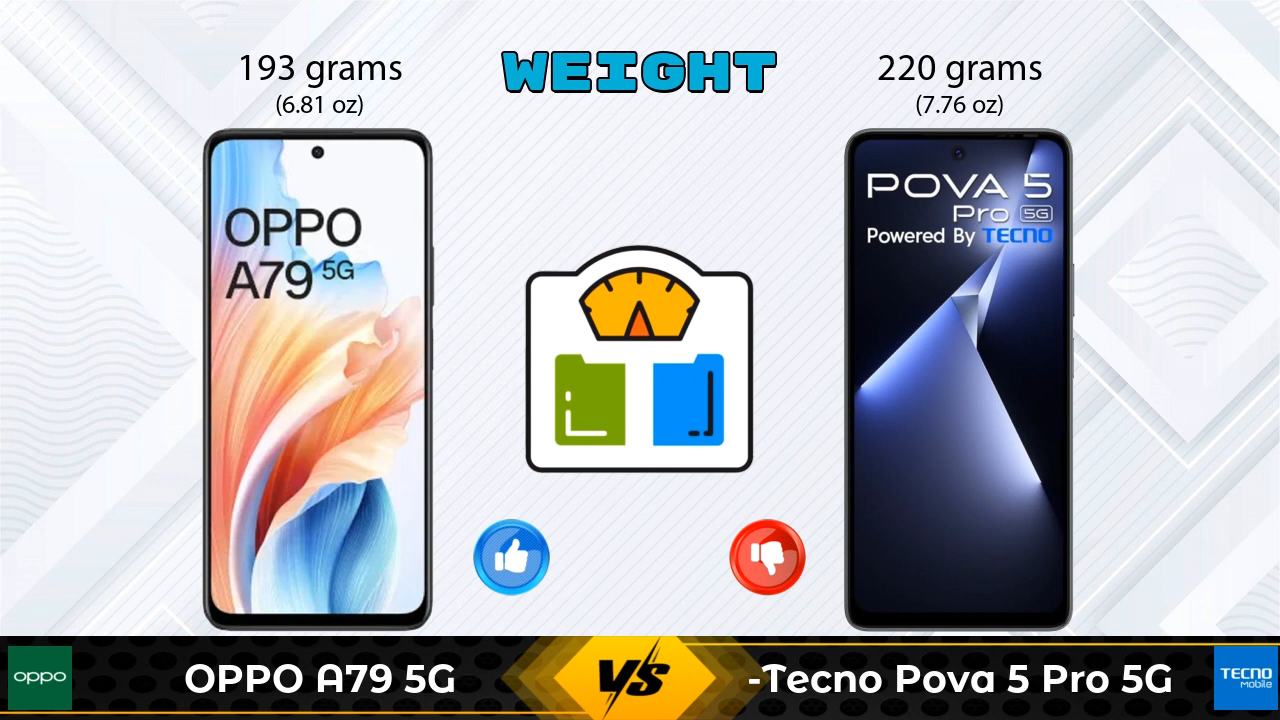 WEIGHT
193 grams
(6.81 oz)
220 grams
(7.76 oz)
OPPO
A79 5G
POVA 5
Pro 5G
Powered By TECNO
oppo
OPPO A79 5G
VS
-Tecno Pova 5 Pro 5G
TECNO
mobile